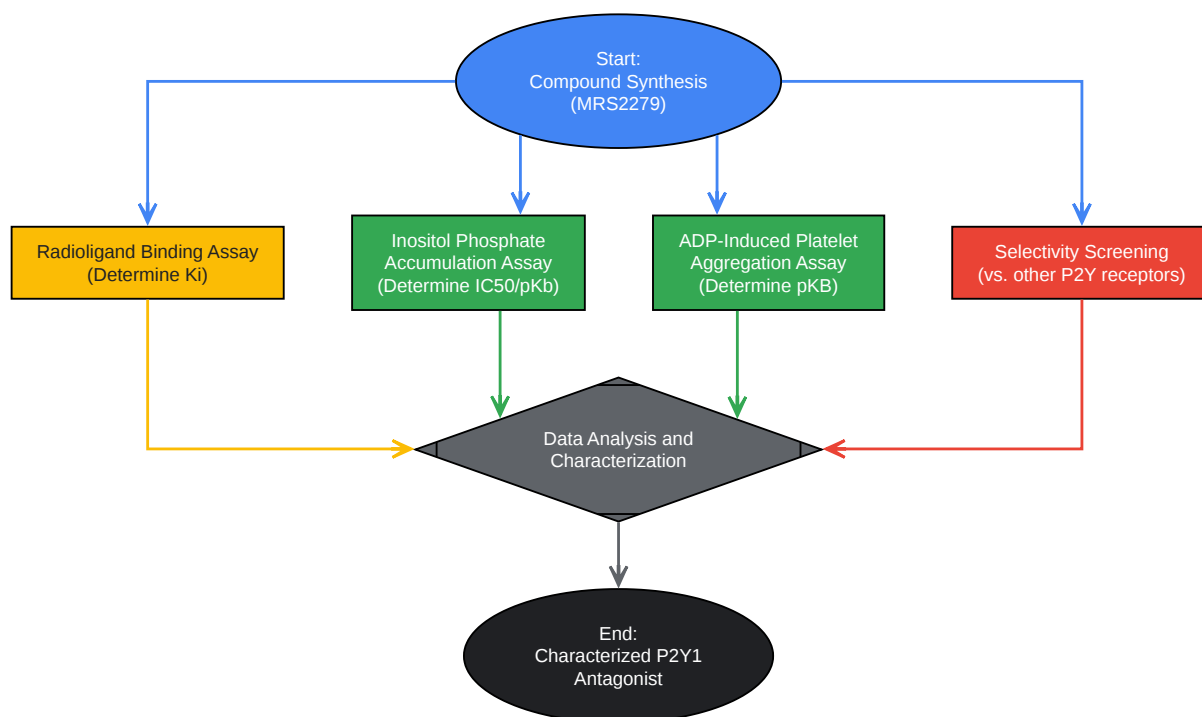 Start:
Compound Synthesis
(MRS2279)
Radioligand Binding Assay
(Determine Ki)
Inositol Phosphate
Accumulation Assay
(Determine IC50/pKb)
ADP-Induced Platelet
Aggregation Assay
(Determine pKB)
Selectivity Screening
(vs. other P2Y receptors)
Data Analysis and
Characterization
End:
Characterized P2Y1
Antagonist